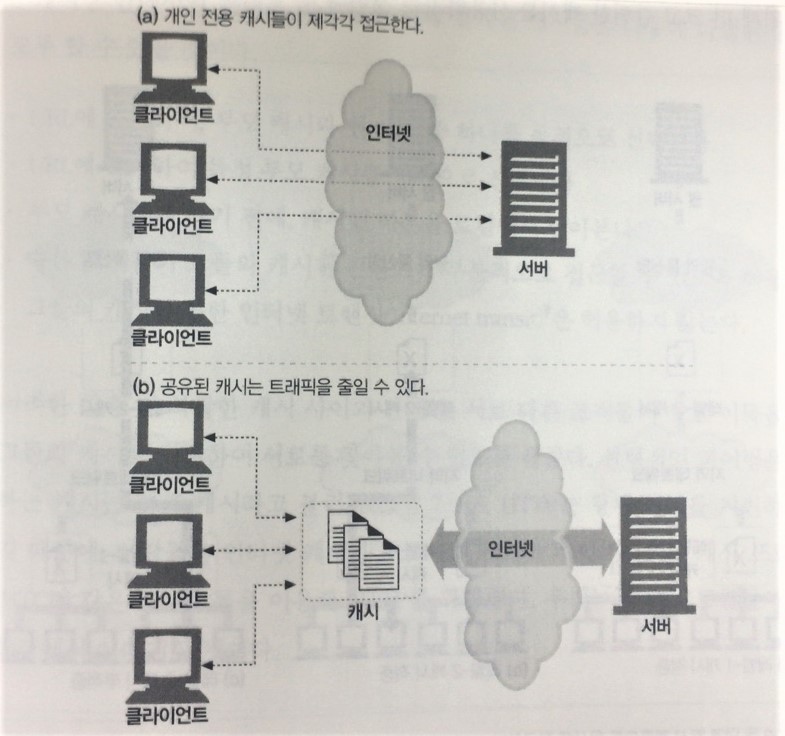 (a) 개인 전용 캐시들이 제각각 접근한다.
클라이언트
인터넷
클라이언트
서버
클라이언트
(b) 공유된 캐시는 트래픽을 줄일 수 있다.
클라이언트
인터넷
클라이언트
캐시
서버
클라이언트